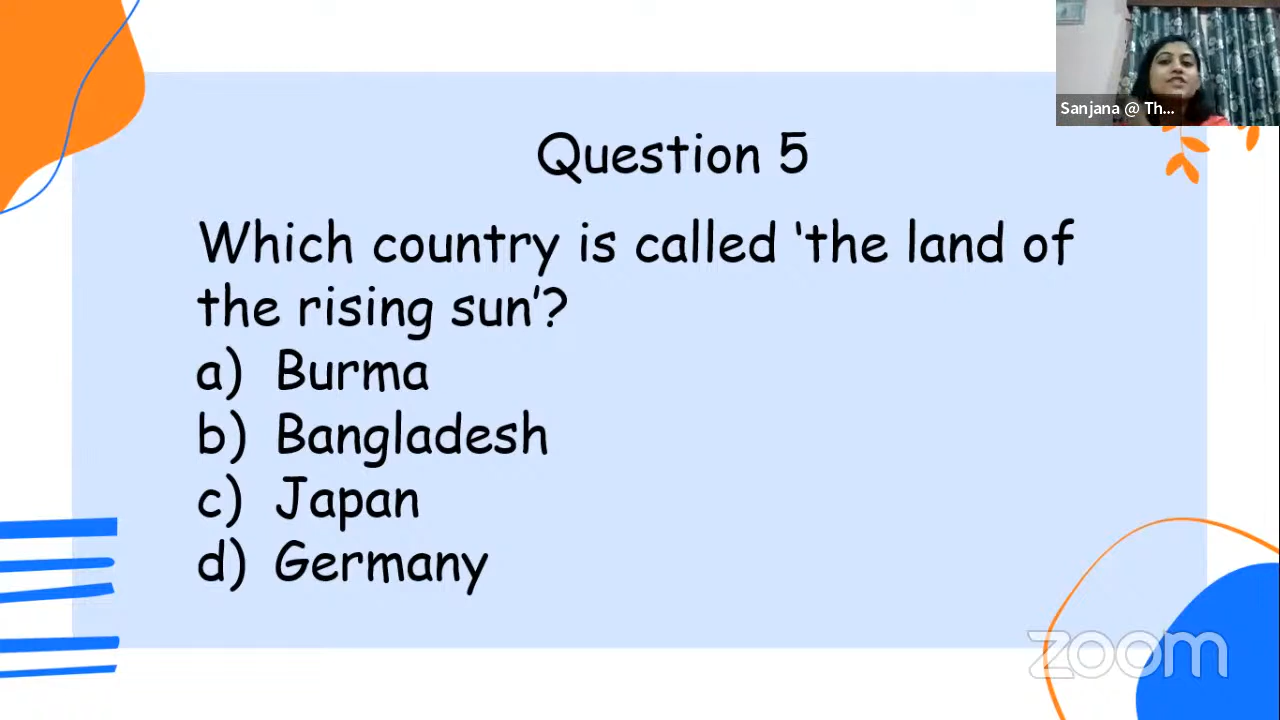 Sanjana @ Th...
Question 5
Which country is called ‘the land of
the rising sun’?
a) Burma
b) Bangladesh
c) Japan
d) Germany
zoom